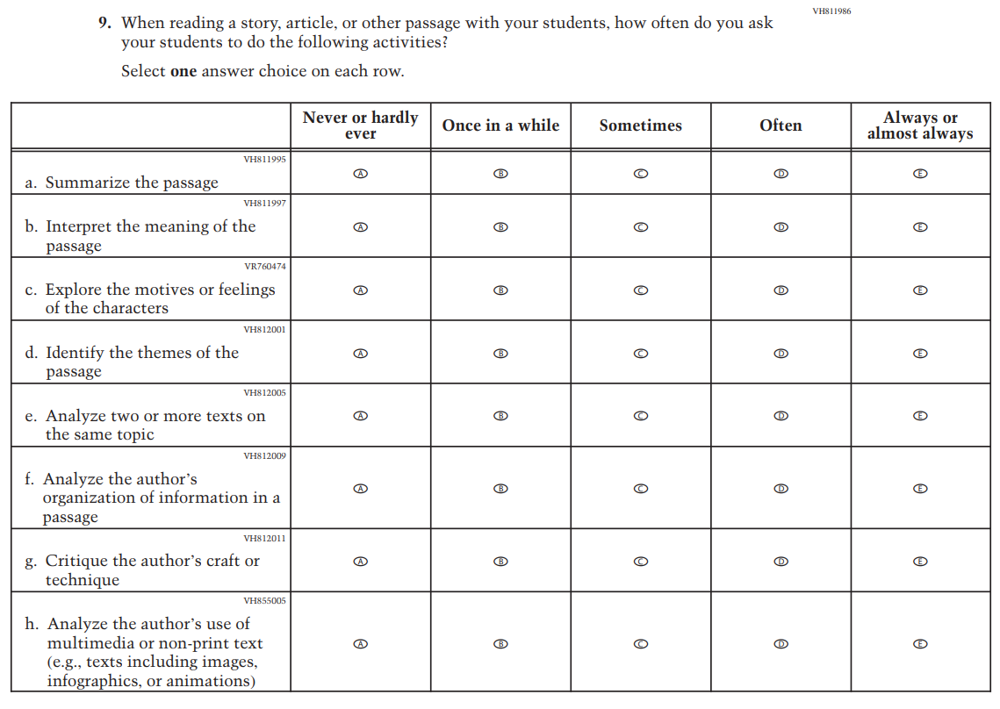 VH811986
9. When reading a story, article, or other passage with your students, how often do you ask
your students to do the following activities?
Select one answer choice on each row.
Never or hardly
ever
Once in a while
Sometimes
Often
Always or
almost always
VH811995
a. Summarize the passage
A B C D E
VH811997
b. Interpret the meaning of the
passage
A B C D E
VR760474
c. Explore the motives or feelings
of the characters
A B C D E
VH812001
d. Identify the themes of the
passage
A B C D E
VH812005
e. Analyze two or more texts on
the same topic
A B C D E
VH812009
f. Analyze the author’s
organization of information in a
passage
A B C D E
VH812011
g. Critique the author’s craft or
technique
A B C D E
VH855005
h. Analyze the author’s use of
multimedia or non-print text
(e.g., texts including images,
infographics, or animations)
A B C D E